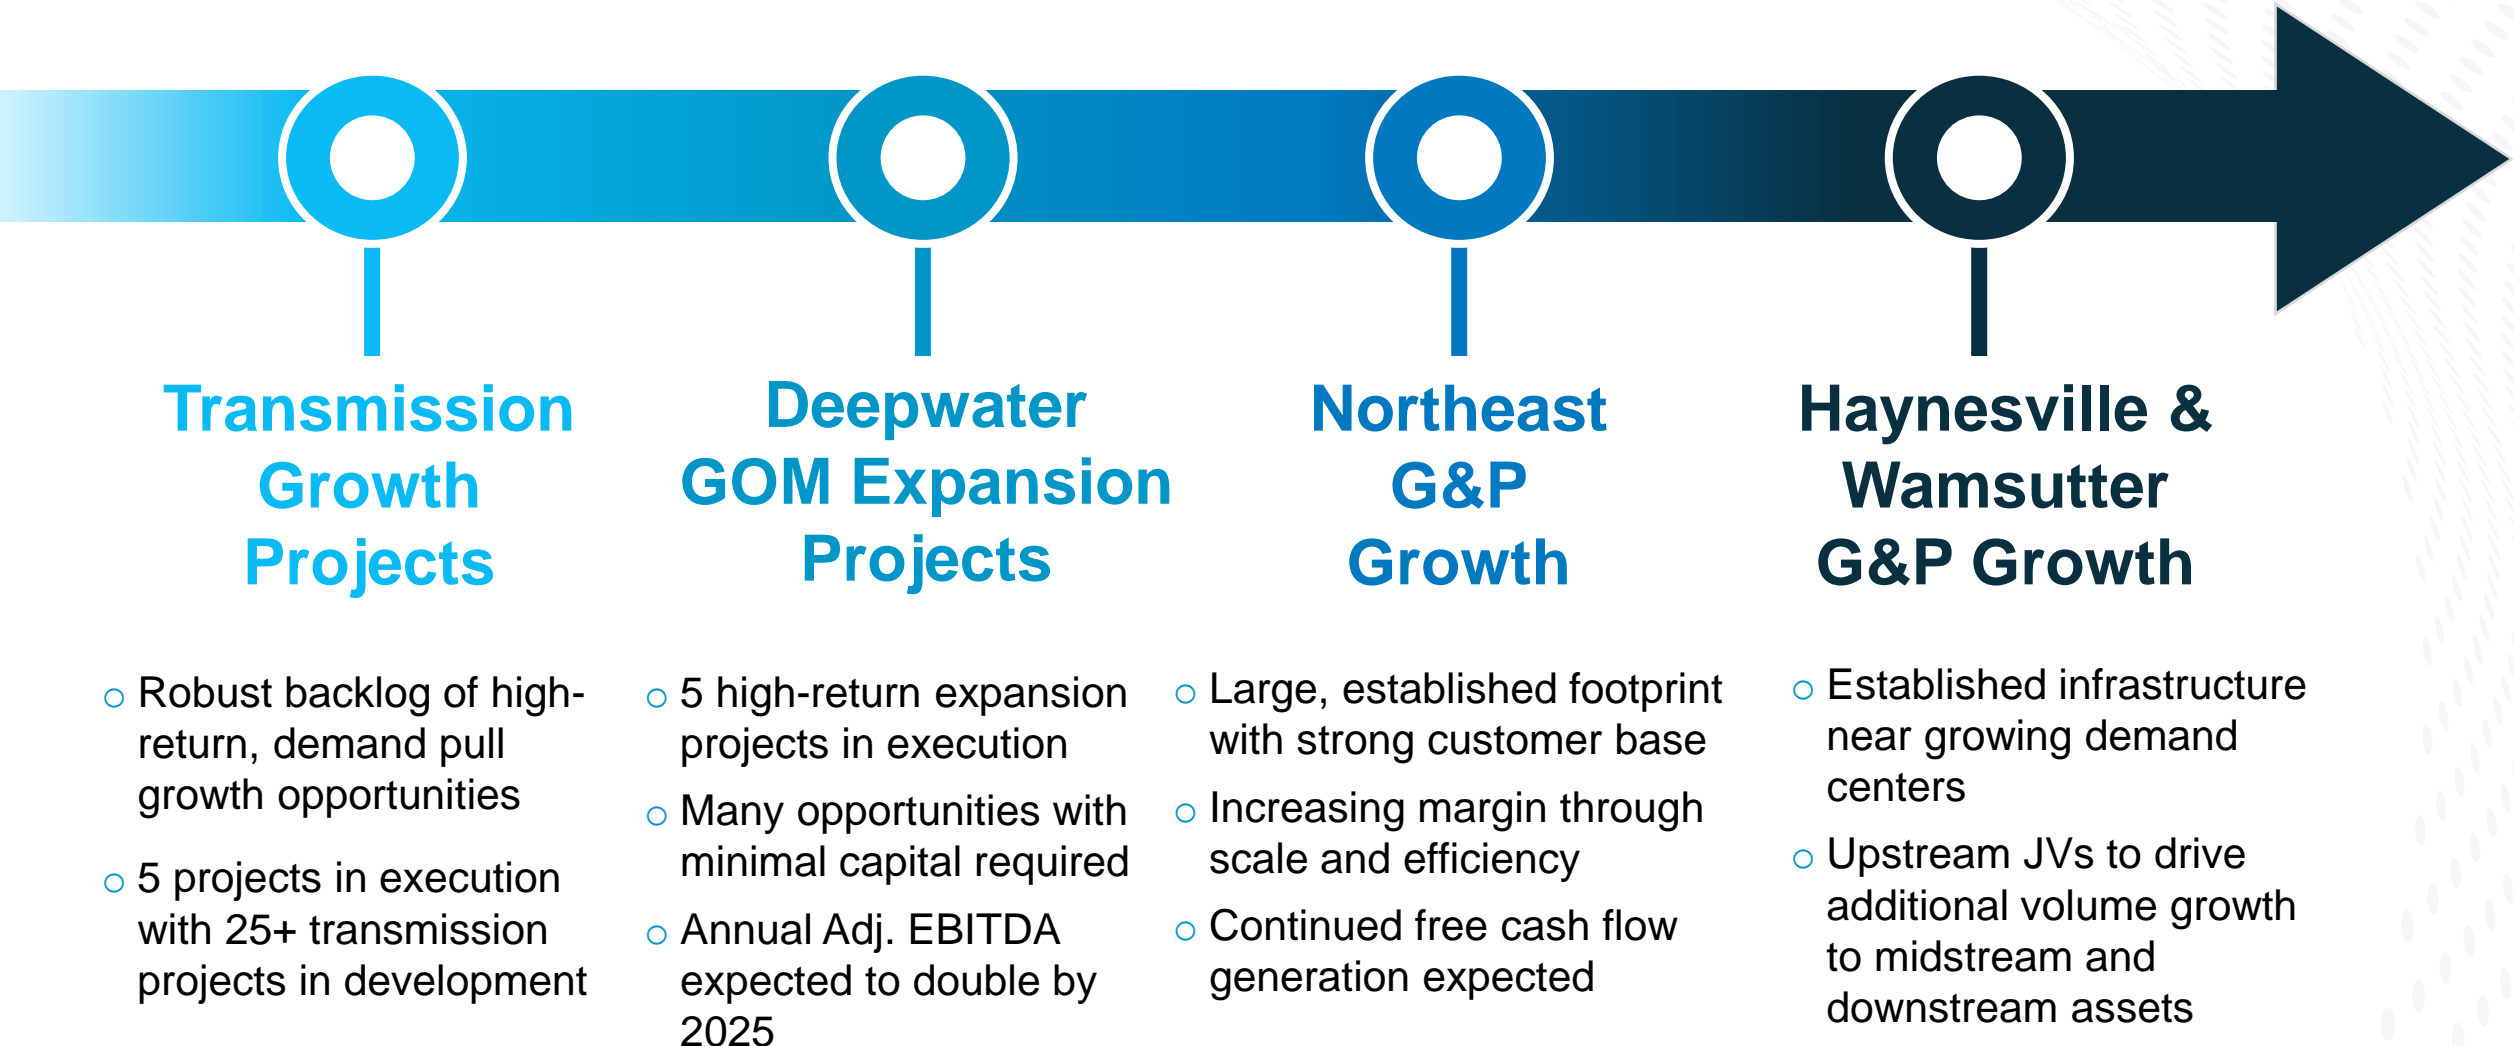 Transmission
Growth
Projects
○ Robust backlog of high-
return, demand pull
growth opportunities
○ 5 projects in execution
with 25+ transmission
projects in development
Deepwater
GOM Expansion
Projects
○ 5 high-return expansion
projects in execution
○ Many opportunities with
minimal capital required
○ Annual Adj. EBITDA
expected to double by
2025
Northeast
G&P
Growth
○ Large, established footprint
with strong customer base
○ Increasing margin through
scale and efficiency
○ Continued free cash flow
generation expected
Haynesville &
Wamsutter
G&P Growth
○ Established infrastructure
near growing demand
centers
○ Upstream JVs to drive
additional volume growth
to midstream and
downstream assets